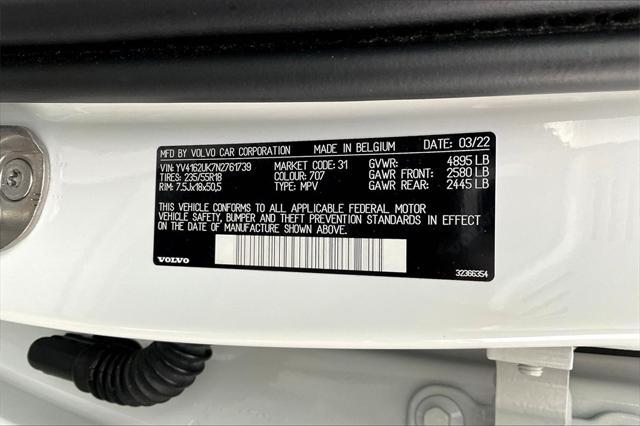 MFD BY VOLVO CAR CORPORATION MADE IN BELGIUM DATE: 03/22
VIN: YV4162UK7N2761739 MARKET CODE: 31 GVWR: 4895 LB
TIRES: 235/55R18 COLOUR: 707 GAWR FRONT: 2580 LB
RIM: 7.5Jx18x50,5 TYPE: MPV GAWR REAR: 2445 LB
THIS VEHICLE CONFORMS TO ALL APPLICABLE FEDERAL MOTOR
VEHICLE SAFETY, BUMPER AND THEFT PREVENTION STANDARDS IN EFFECT
ON THE DATE OF MANUFACTURE SHOWN ABOVE.
VOLVO 32366354